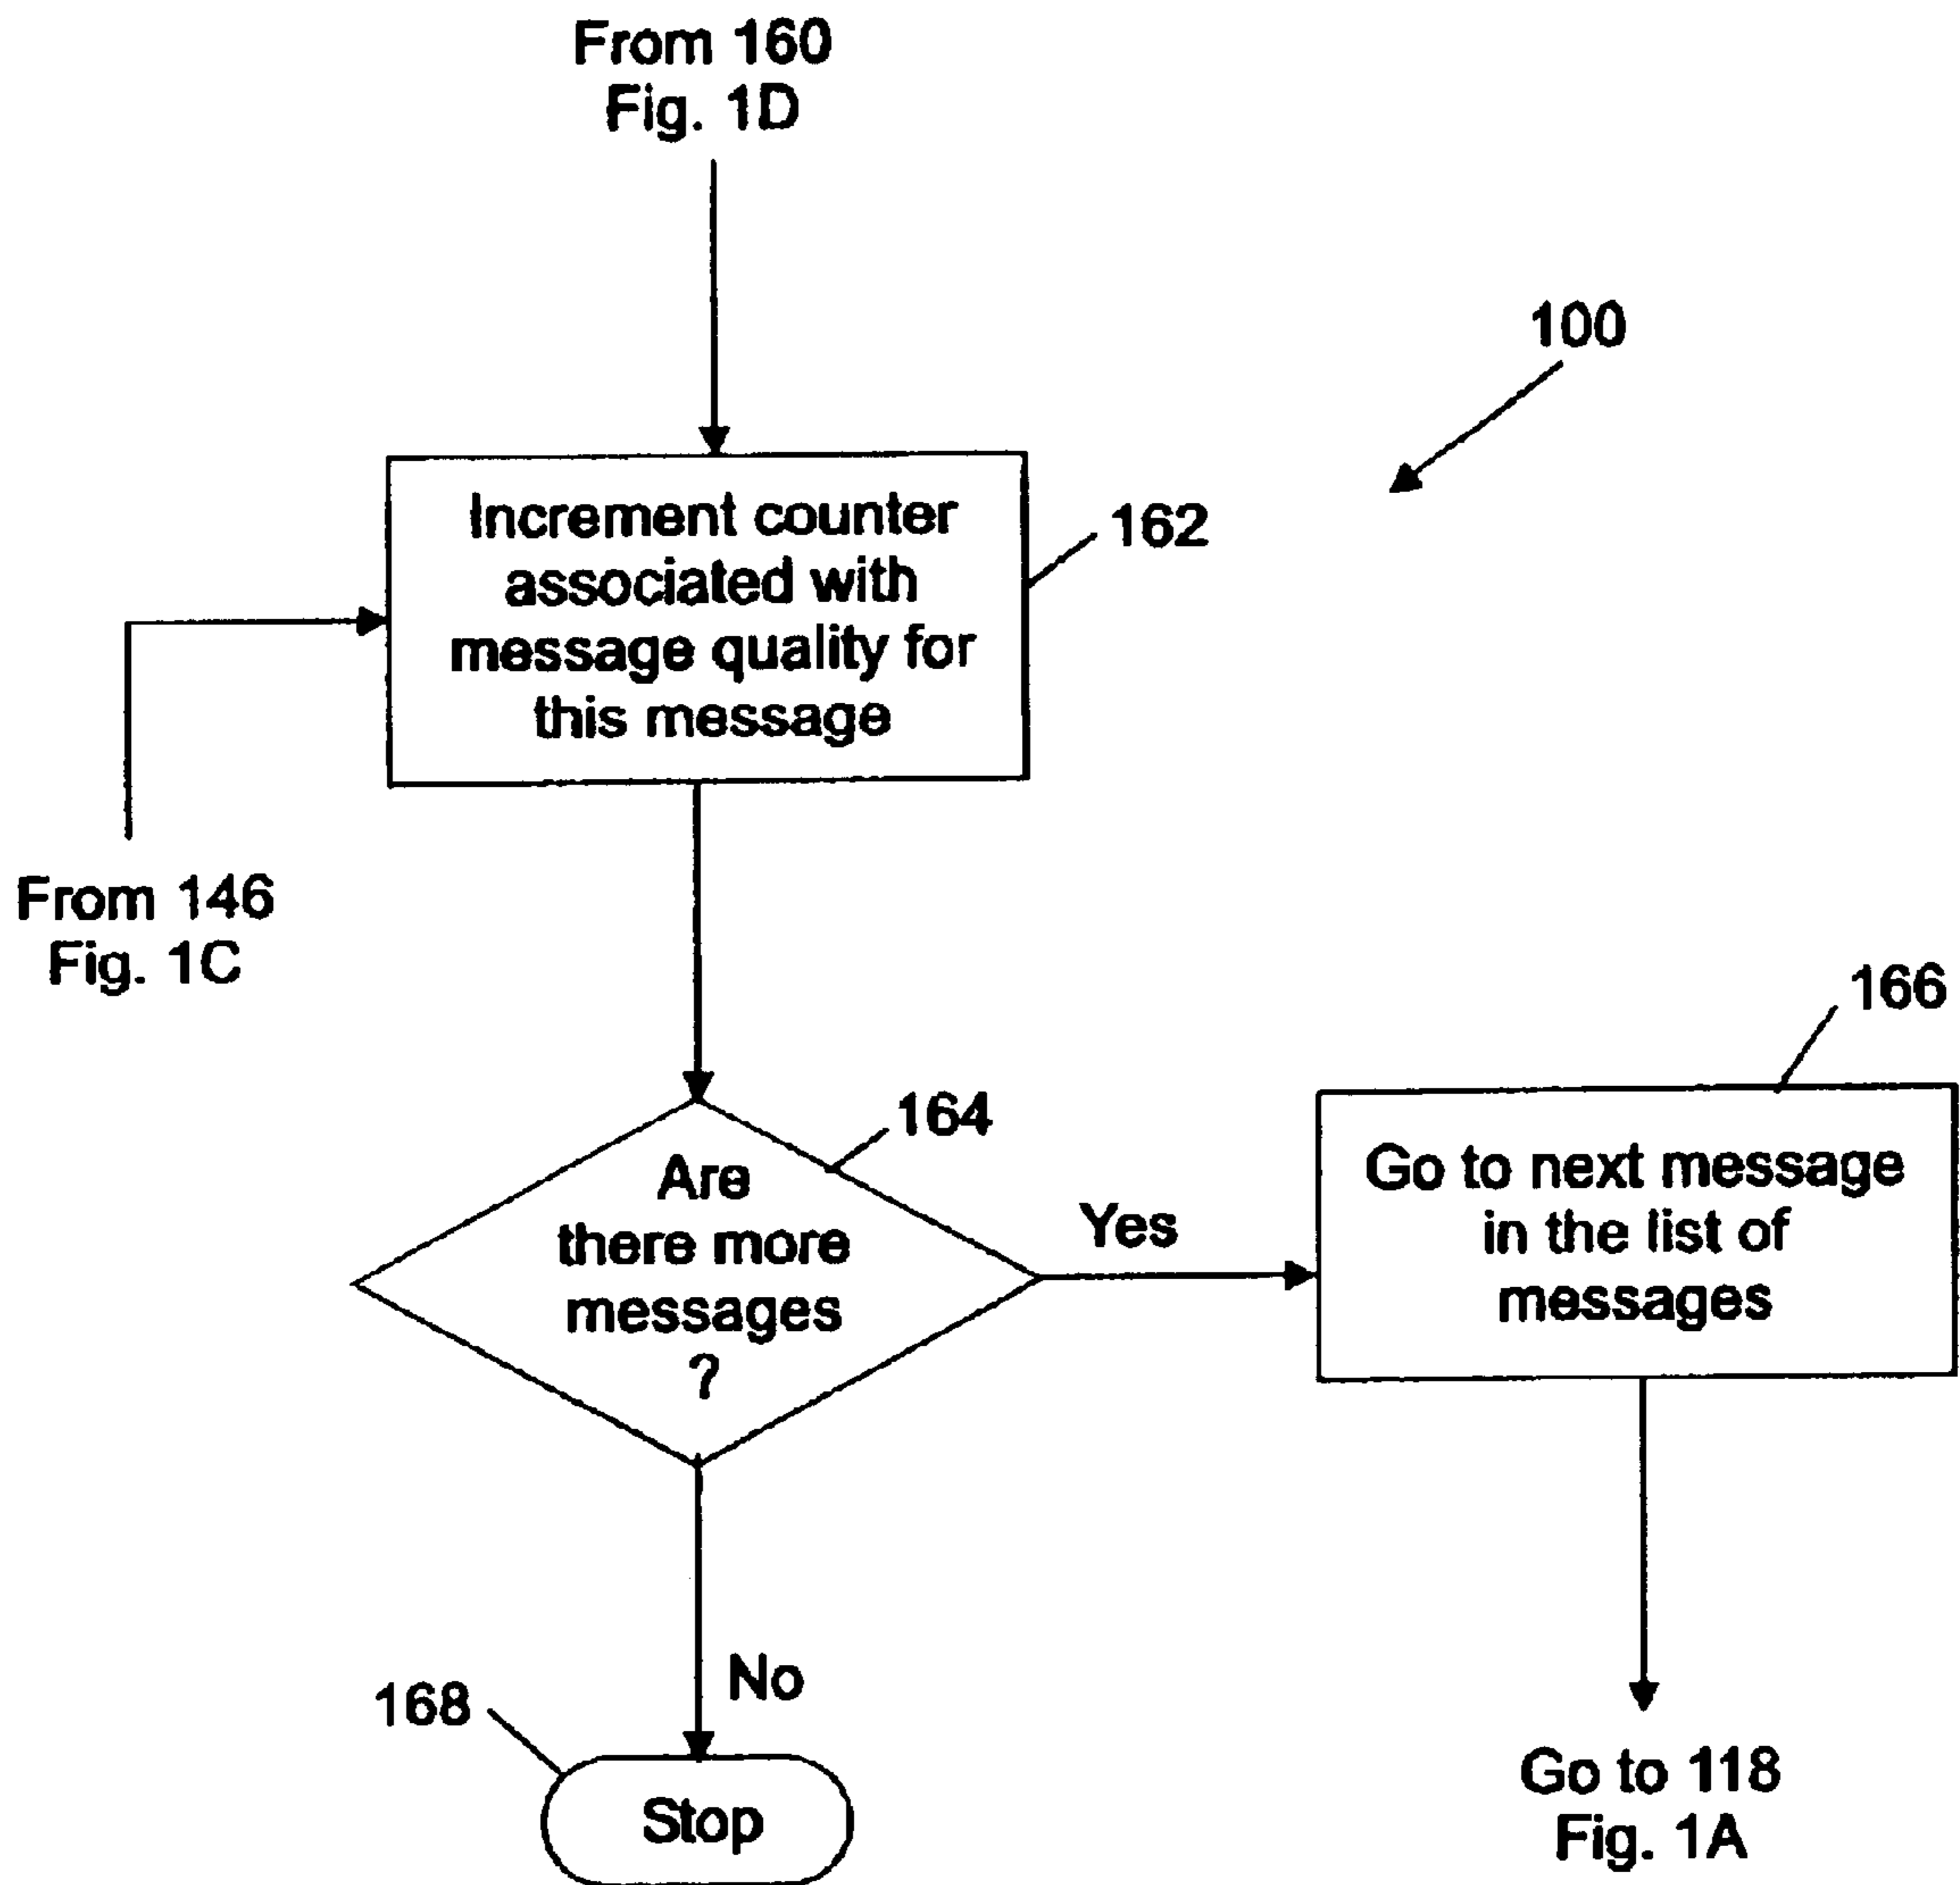 From 160
Fig. 1D
100
Increment counter
associated with
message quality for
this message
162
From 146
Fig. 1C
166
164
Are
there more
messages
?
Yes
Go to next message
in the list of
messages
No
168
Stop
Go to 118
Fig. 1A